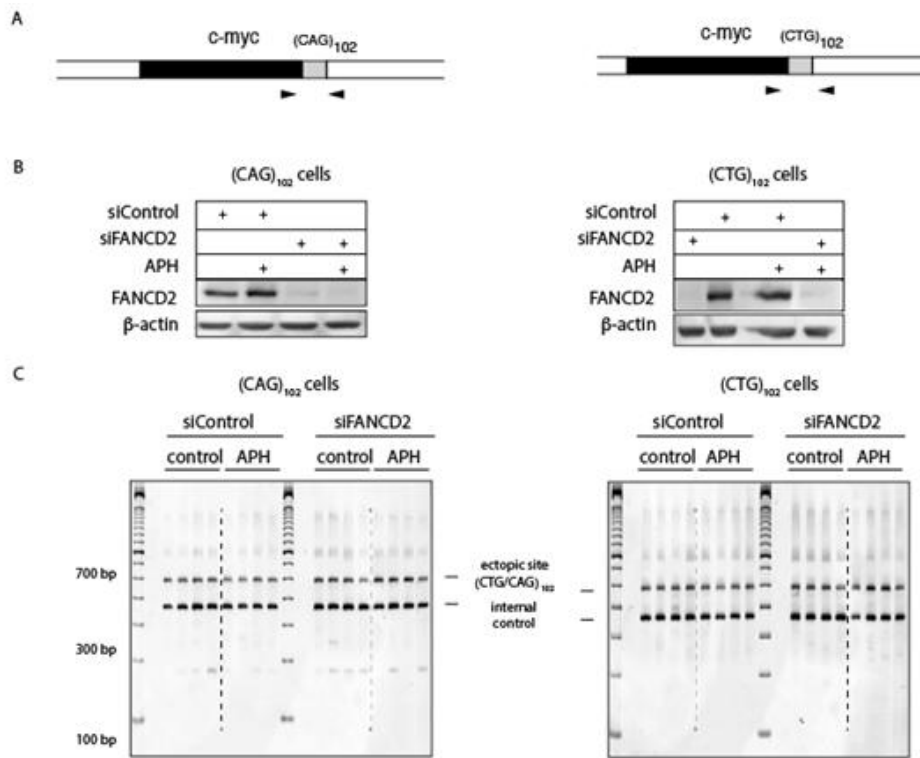 A
c-myc (CAG)102
c-myc (CTG)102
B
(CAG)102 cells
siControl + +
siFANCD2 + +
APH + +
FANCD2
β-actin
(CTG)102 cells
siControl + +
siFANCD2 + +
APH + +
FANCD2
β-actin
C
(CAG)102 cells
siControl siFANCD2
control APH control APH
700 bp
300 bp
100 bp
ectopic site
(CTG/CAG)102
internal
control
(CTG)102 cells
siControl siFANCD2
control APH control APH